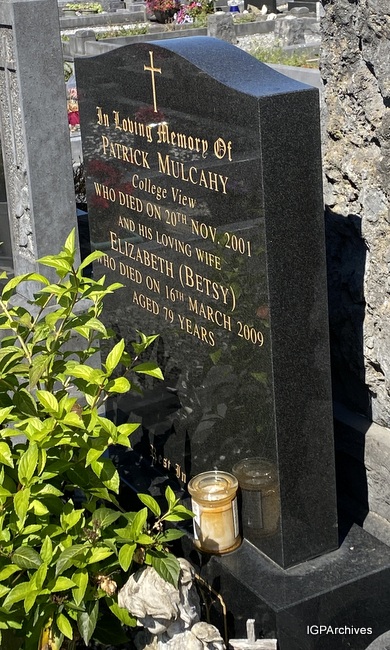 In Loving Memory Of
PATRICK MULCAHY
College View
WHO DIED ON 20TH NOV. 2001
AND HIS LOVING WIFE
ELIZABETH (BETSY)
WHO DIED ON 16TH MARCH 2009
AGED 79 YEARS
IGPArchives